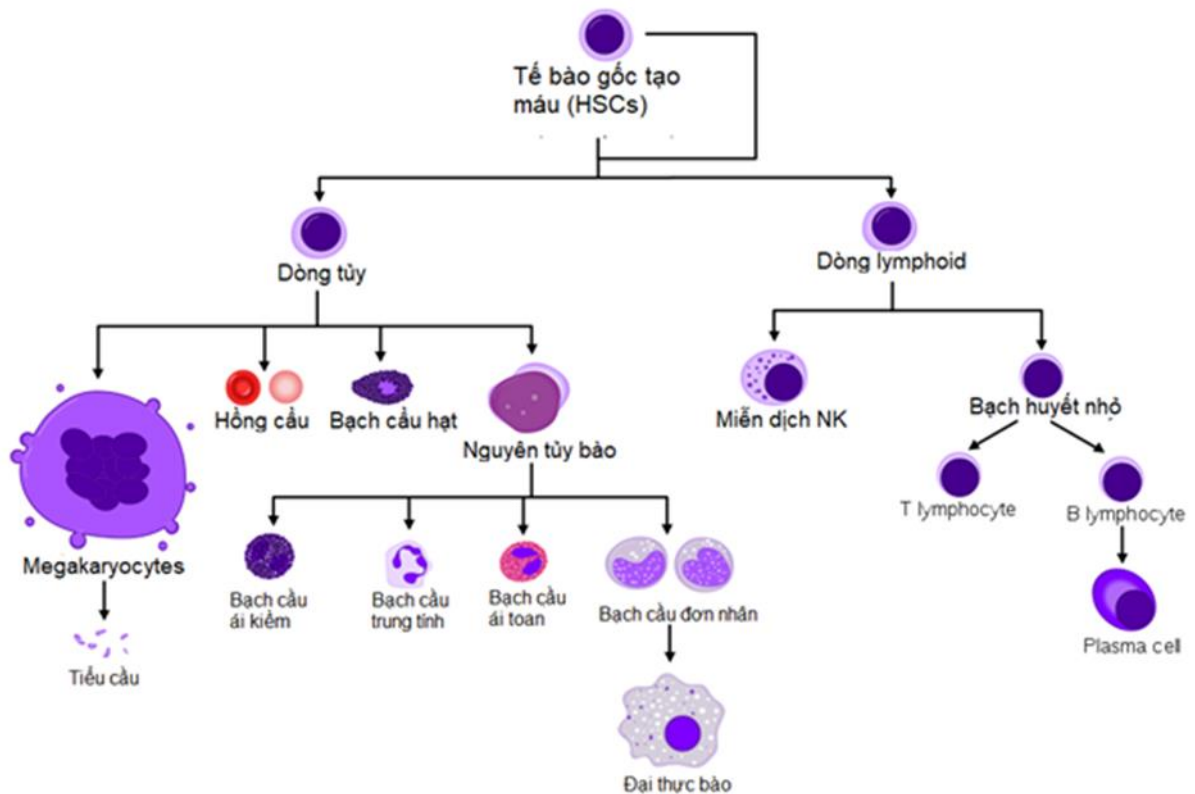 Tế bào gốc tạo
máu (HSCs)
Dòng tủy
Dòng lymphoid
Hồng cầu
Bạch cầu hạt
Nguyên tủy bào
Miễn dịch NK
Bạch huyết nhỏ
T lymphocyte
B lymphocyte
Megakaryocytes
Bạch cầu
ái kiềm
Bạch cầu
trung tính
Bạch cầu
ái toan
Bạch cầu đơn nhân
Plasma cell
Tiểu cầu
Đại thực bào